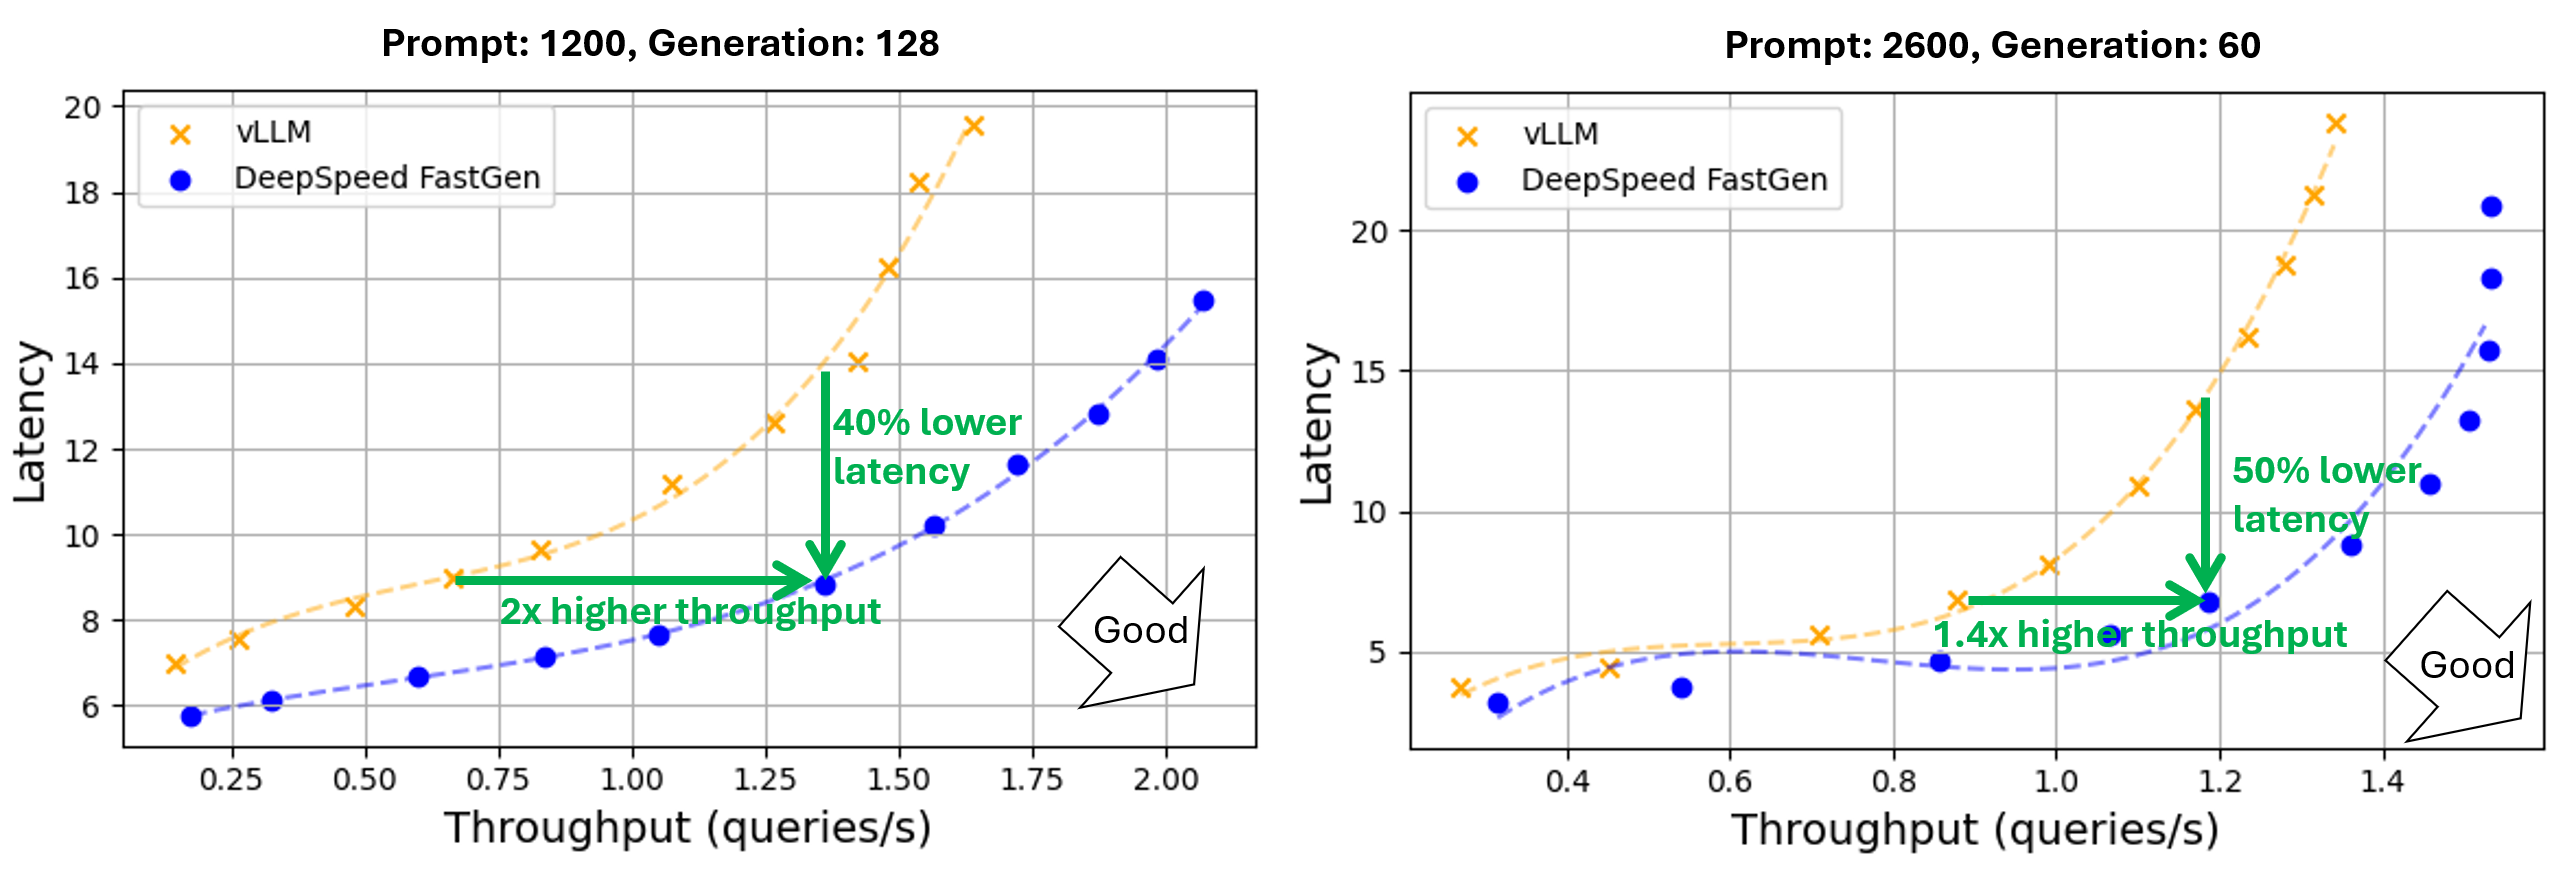 Prompt: 1200, Generation: 128
20
18
16
14
12
10
8
6
Latency
vLLM
DeepSpeed FastGen
40% lower
latency
2x higher throughput
Good
0.25 0.50 0.75 1.00 1.25 1.50 1.75 2.00
Throughput (queries/s)
Prompt: 2600, Generation: 60
20
15
10
5
Latency
vLLM
DeepSpeed FastGen
50% lower
latency
1.4x higher throughput
Good
0.4 0.6 0.8 1.0 1.2 1.4
Throughput (queries/s)